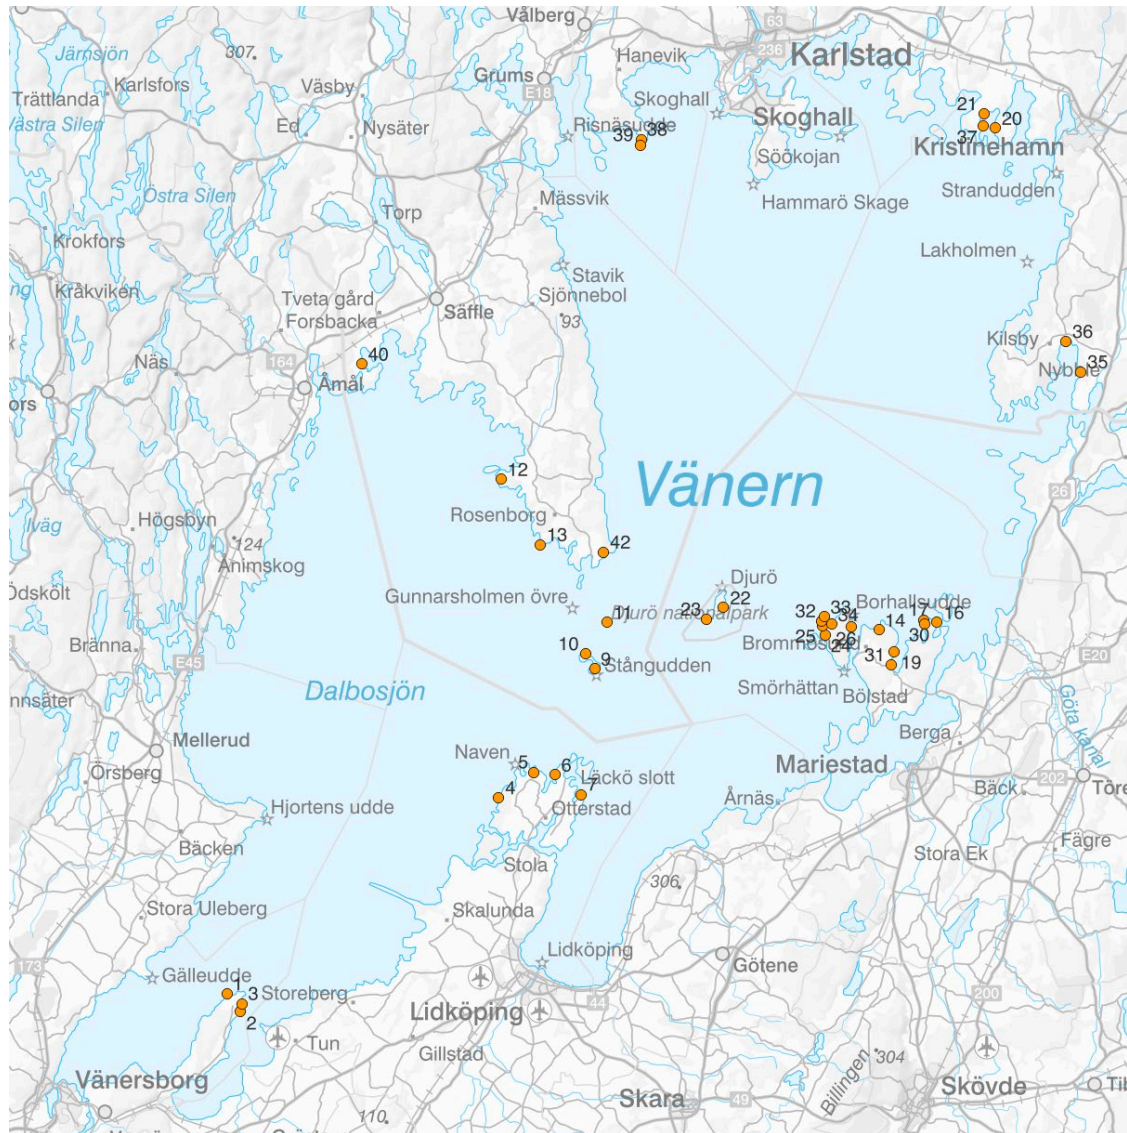 Vålberg
63
Hanevik
236
Karlstad
Järnsjön
307
Karlsfors
Väsby
Grums
E18
Skoghall
Trättlanda
Västra Silen
Ed
Nysäter
Risnäsudde
39
38
Skoghall
Söökojan
21
20
37
Kristinehamn
Strandudden
Hammarö Skage
Östra Silen
Mässvik
Torp
Krokfors
Lakholmen
Stavik
Kråkviken
Tveta gård
Säffle
Sjönnebol
93
Forsbacka
36
Kilsby
164
40
Näs
Åmål
Nybble
35
Vänern
12
26
Rosenborg
Högsbyn
13
124
42
Animskog
Djurö
Gunnarsholmen övre
22
23
Djurö nationalpark
11
33
32
Borhallsudde
17
16
34
14
25
26
24
30
Brommösund
Bränna
10
9
31
19
E20
E45
Stångudden
Smörhättan
Bölstad
Dalbosjön
Göta kanal
Berga
Mellerud
Naven
5
6
Läckö slott
Mariestad
202
Örsberg
4
7
Årnäs
Bäck
Otterstad
Hjortens udde
Bäcken
Stola
Stora Ek
Fägre
306
Stora Uleberg
Skalunda
173
Lidköping
Götene
Gälleudde
1
3
Storeberg
2
Lidköping
44
200
Tun
Gillstad
304
Billingen
Vänersborg
Skara
49
Skövde
110